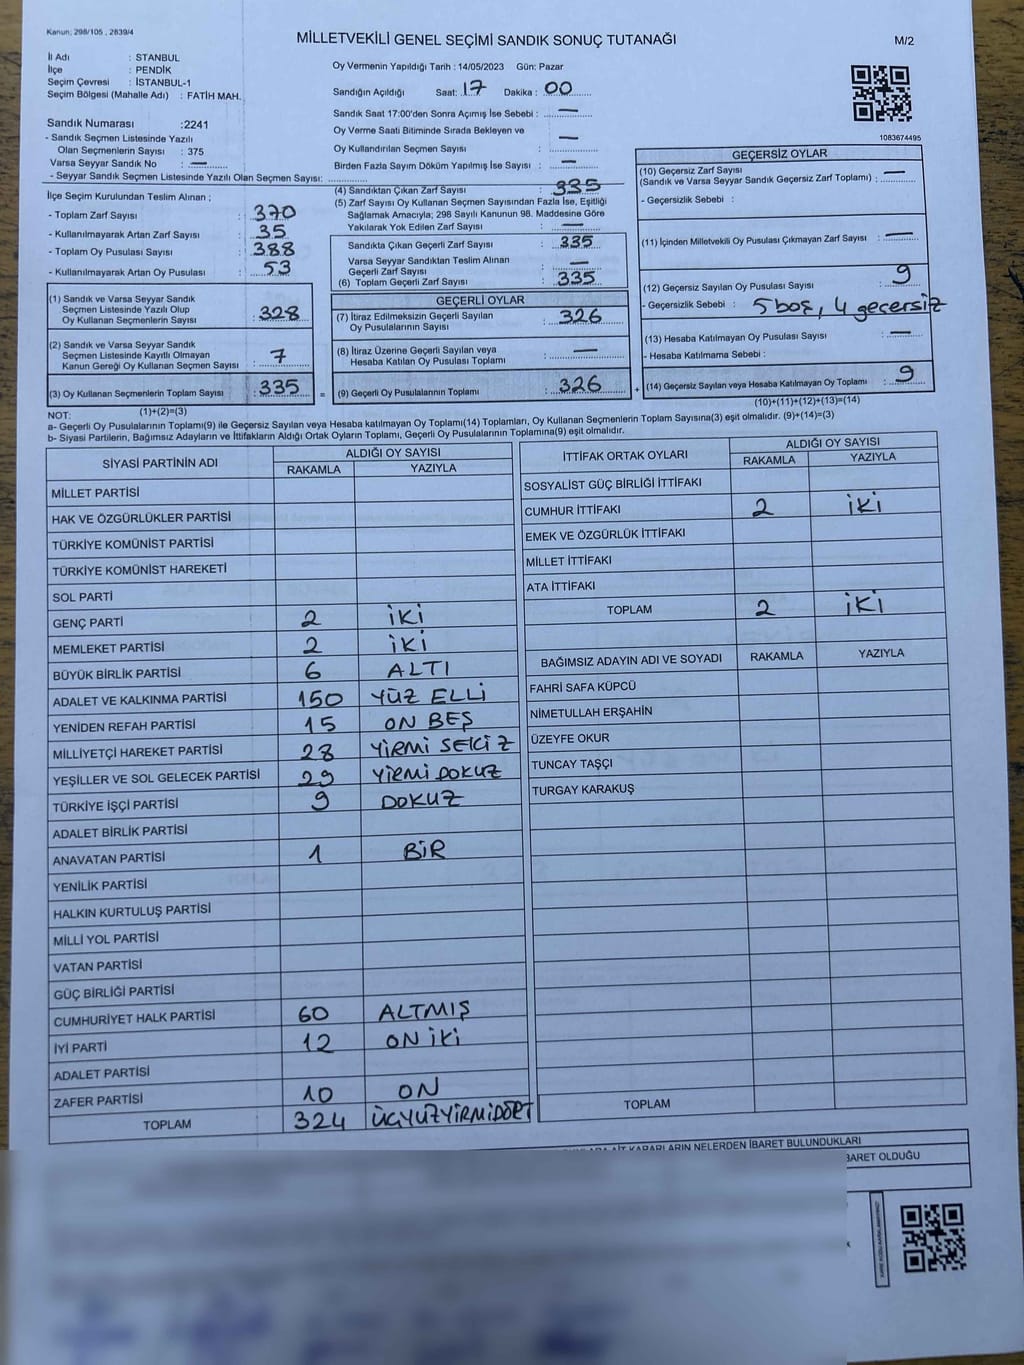 Kanun; 298/105 , 2839/4
MİLLETVEKİLİ GENEL SEÇİMİ SANDIK SONUÇ TUTANAĞI
M/2
İl Adı : STANBUL
İlçe : PENDİK
Seçim Çevresi : İSTANBUL-1
Seçim Bölgesi (Mahalle Adı) : FATİH MAH.
Sandık Numarası :2241
- Sandık Seçmen Listesinde Yazılı
Olan Seçmenlerin Sayısı : 375
Varsa Seyyar Sandık No : —
- Seyyar Sandık Seçmen Listesinde Yazılı Olan Seçmen Sayısı:
Oy Vermenin Yapıldığı Tarih : 14/05/2023 Gün: Pazar
Sandığın Açıldığı Saat: 17 Dakika : 00
Sandık Saat 17:00'den Sonra Açımış İse Sebebi : —
Oy Verme Saati Bitiminde Sırada Bekleyen ve
Oy Kullandırılan Seçmen Sayısı : —
Birden Fazla Sayım Döküm Yapılmış İse Sayısı : —
1083674495
İlçe Seçim Kurulundan Teslim Alınan ;
- Toplam Zarf Sayısı : 370
- Kullanılmayarak Artan Zarf Sayısı : 35
- Toplam Oy Pusulası Sayısı : 388
- Kullanılmayarak Artan Oy Pusulası : 53
(1) Sandık ve Varsa Seyyar Sandık
Seçmen Listesinde Yazılı Olup
Oy Kullanan Seçmenlerin Sayısı : 328
(2) Sandık ve Varsa Seyyar Sandık
Seçmen Listesinde Kayıtlı Olmayan
Kanun Gereği Oy Kullanan Seçmen Sayısı : 7
(3) Oy Kullanan Seçmenlerin Toplam Sayısı : 335 =
(1)+(2)=(3)
(4) Sandıktan Çıkan Zarf Sayısı : 335
(5) Zarf Sayısı Oy Kullanan Seçmen Sayısından Fazla İse, Eşitliği
Sağlamak Amacıyla; 298 Sayılı Kanunun 98. Maddesine Göre
Yakılarak Yok Edilen Zarf Sayısı : —
Sandıkta Çıkan Geçerli Zarf Sayısı : 335
Varsa Seyyar Sandıktan Teslim Alınan
Geçerli Zarf Sayısı : —
(6) Toplam Geçerli Zarf Sayısı : 335
GEÇERLİ OYLAR
(7) İtiraz Edilmeksizin Geçerli Sayılan
Oy Pusulalarının Sayısı : 326
(8) İtiraz Üzerine Geçerli Sayılan veya
Hesaba Katılan Oy Pusulası Toplamı : —
(9) Geçerli Oy Pusulalarının Toplamı : 326 +
GEÇERSİZ OYLAR
(10) Geçersiz Zarf Sayısı
(Sandık ve Varsa Seyyar Sandık Geçersiz Zarf Toplamı) : —
- Geçersizlik Sebebi :
(11) İçinden Milletvekili Oy Pusulası Çıkmayan Zarf Sayısı : —
(12) Geçersiz Sayılan Oy Pusulası Sayısı : 9
- Geçersizlik Sebebi : 5 boş, 4 geçersiz
(13) Hesaba Katılmayan Oy Pusulası Sayısı : —
- Hesaba Katılmama Sebebi :
(14) Geçersiz Sayılan veya Hesaba Katılmayan Oy Toplamı : 9
(10)+(11)+(12)+(13)=(14)
NOT:
a- Geçerli Oy Pusulalarının Toplamı(9) ile Geçersiz Sayılan veya Hesaba katılmayan Oy Toplamı(14) Toplamları, Oy Kullanan Seçmenlerin Toplam Sayısına(3) eşit olmalıdır. (9)+(14)=(3)
b- Siyasi Partilerin, Bağımsız Adayların ve İttifakların Aldığı Ortak Oyların Toplamı, Geçerli Oy Pusulalarının Toplamına(9) eşit olmalıdır.
SİYASİ PARTİNİN ADI
ALDIĞI OY SAYISI
RAKAMLA YAZIYLA
MİLLET PARTİSİ
HAK VE ÖZGÜRLÜKLER PARTİSİ
TÜRKİYE KOMÜNİST PARTİSİ
TÜRKİYE KOMÜNİST HAREKETİ
SOL PARTİ
GENÇ PARTİ 2 İKİ
MEMLEKET PARTİSİ 2 İKİ
BÜYÜK BİRLİK PARTİSİ 6 ALTI
ADALET VE KALKINMA PARTİSİ 150 YÜZ ELLİ
YENİDEN REFAH PARTİSİ 15 ON BEŞ
MİLLİYETÇİ HAREKET PARTİSİ 28 YİRMİ SEKİZ
YEŞİLLER VE SOL GELECEK PARTİSİ 29 YİRMİ DOKUZ
TÜRKİYE İŞÇİ PARTİSİ 9 DOKUZ
ADALET BİRLİK PARTİSİ
ANAVATAN PARTİSİ 1 BİR
YENİLİK PARTİSİ
HALKIN KURTULUŞ PARTİSİ
MİLLİ YOL PARTİSİ
VATAN PARTİSİ
GÜÇ BİRLİĞİ PARTİSİ
CUMHURİYET HALK PARTİSİ 60 ALTMIŞ
İYİ PARTİ 12 ON İKİ
ADALET PARTİSİ
ZAFER PARTİSİ 10 ON
TOPLAM 324 ÜÇYÜZYİRMİDÖRT
İTTİFAK ORTAK OYLARI
ALDIĞI OY SAYISI
RAKAMLA YAZIYLA
SOSYALİST GÜÇ BİRLİĞİ İTTİFAKI
CUMHUR İTTİFAKI 2 İKİ
EMEK VE ÖZGÜRLÜK İTTİFAKI
MİLLET İTTİFAKI
ATA İTTİFAKI
TOPLAM 2 İKİ
BAĞIMSIZ ADAYIN ADI VE SOYADI RAKAMLA YAZIYLA
FAHRİ SAFA KÜPCÜ
NİMETULLAH ERŞAHİN
ÜZEYFE OKUR
TUNCAY TAŞÇI
TURGAY KARAKUŞ
TOPLAM
AİT KARARLARIN NELERDEN İBARET BULUNDUKLARI
BARET OLDUĞU